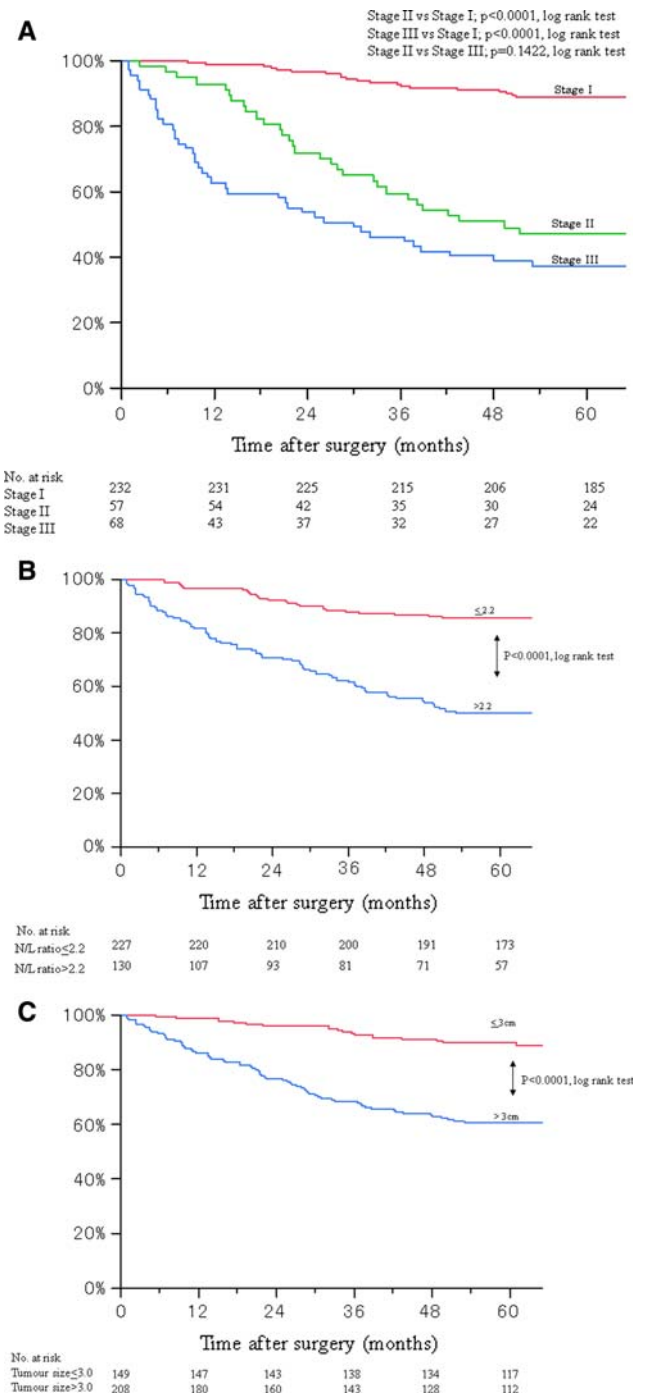 A
Stage II vs Stage I; p<0.0001, log rank test
Stage III vs Stage I; p<0.0001, log rank test
Stage II vs Stage III; p=0.1422, log rank test
100%
80%
60%
40%
20%
0%
Stage I
Stage II
Stage III
0 12 24 36 48 60
Time after surgery (months)
No. at risk
Stage I 232 231 225 215 206 185
Stage II 57 54 42 35 30 24
Stage III 68 43 37 32 27 22
B
100%
80%
60%
40%
20%
0%
≤2.2
P<0.0001, log rank test
>2.2
0 12 24 36 48 60
Time after surgery (months)
No. at risk
N/L ratio≤2.2 227 220 210 200 191 173
N/L ratio>2.2 130 107 93 81 71 57
C
100%
80%
60%
40%
20%
0%
≤3cm
P<0.0001, log rank test
>3cm
0 12 24 36 48 60
Time after surgery (months)
No. at risk
Tumour size≤3.0 149 147 143 138 134 117
Tumour size>3.0 208 180 160 143 128 112